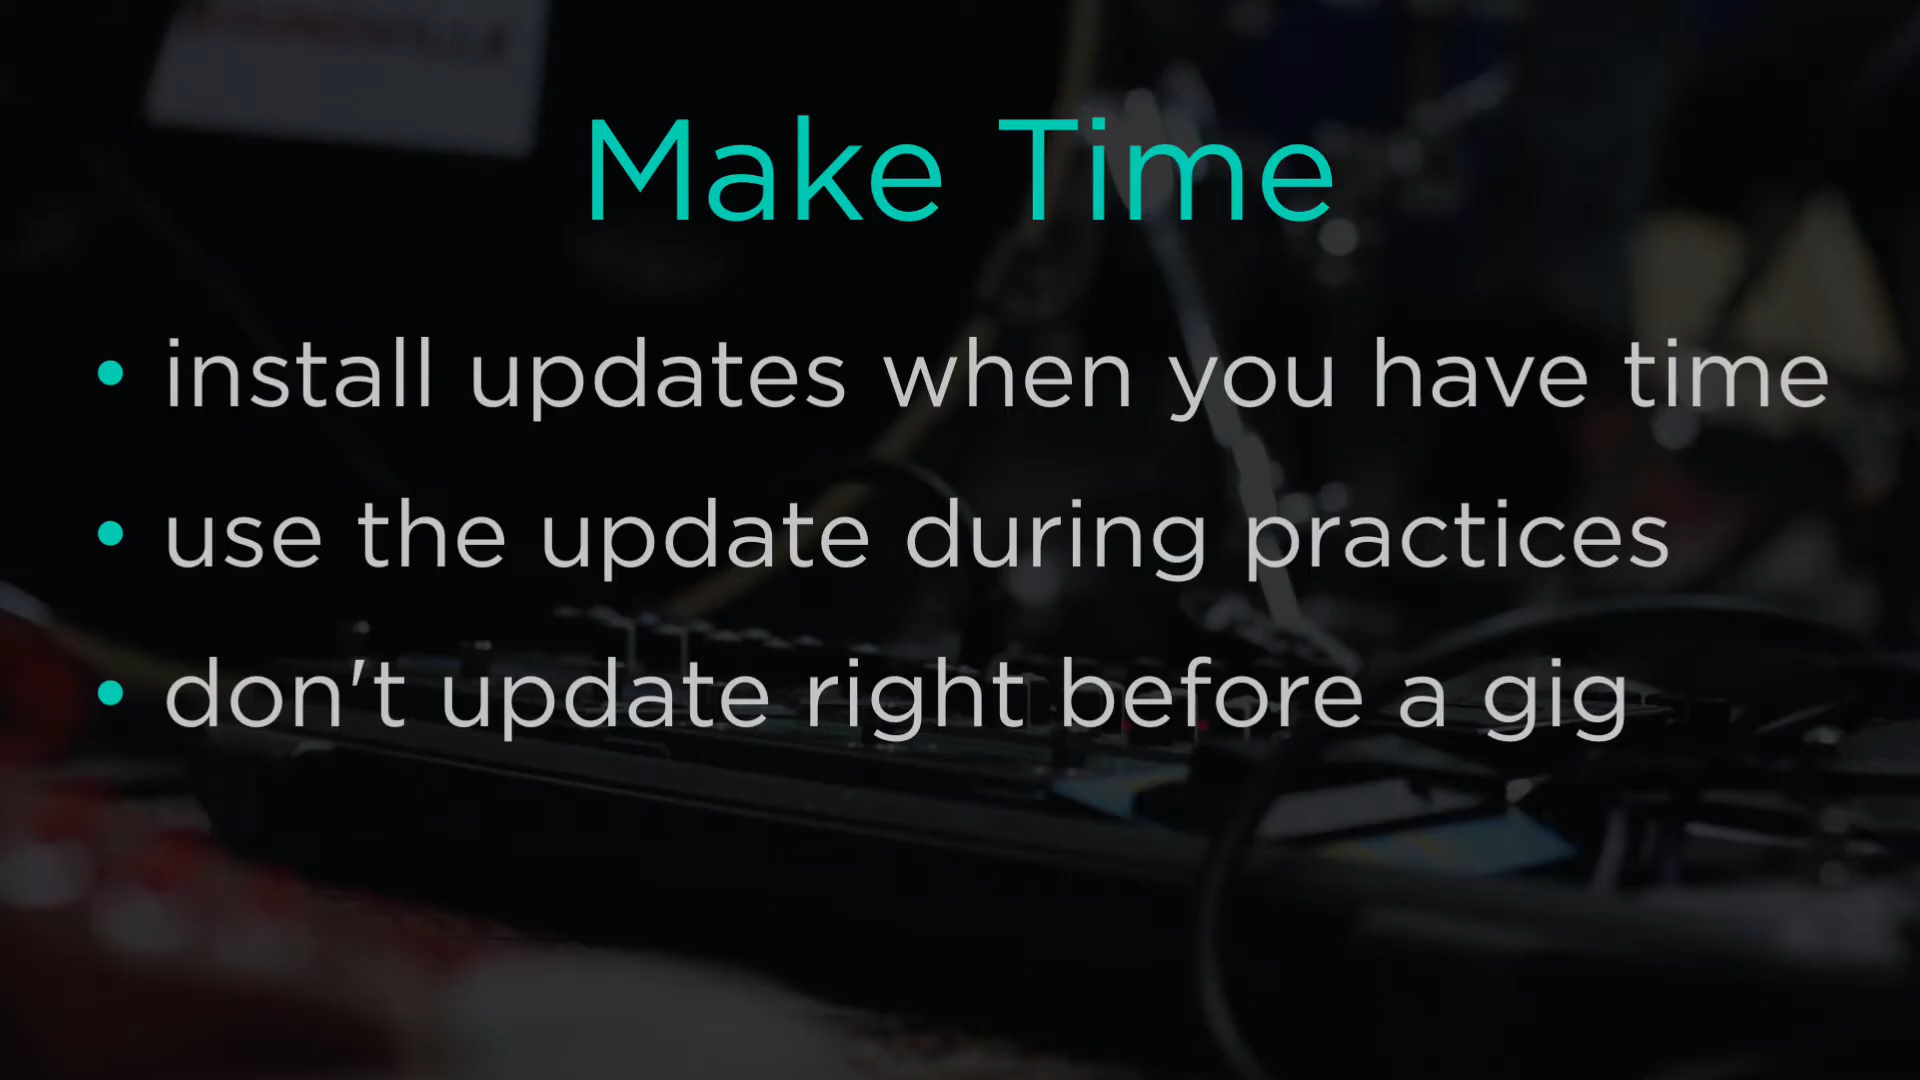 Make Time
• install updates when you have time
• use the update during practices
• don't update right before a gig